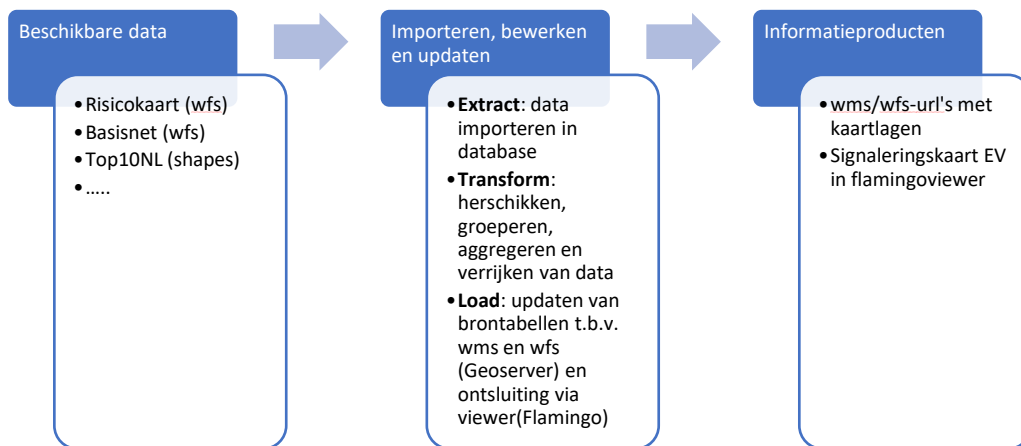 Beschikbare data
•Risicokaart (wfs)
•Basisnet (wfs)
•Top10NL (shapes)
•…..
Importeren, bewerken
en updaten
•Extract: data
importeren in
database
•Transform:
herschikken,
groeperen,
aggregeren en
verrijken van data
•Load: updaten van
brontabellen t.b.v.
wms en wfs
(Geoserver) en
ontsluiting via
viewer(Flamingo)
Informatieproducten
•wms/wfs-url's met
kaartlagen
•Signaleringskaart EV
in flamingoviewer